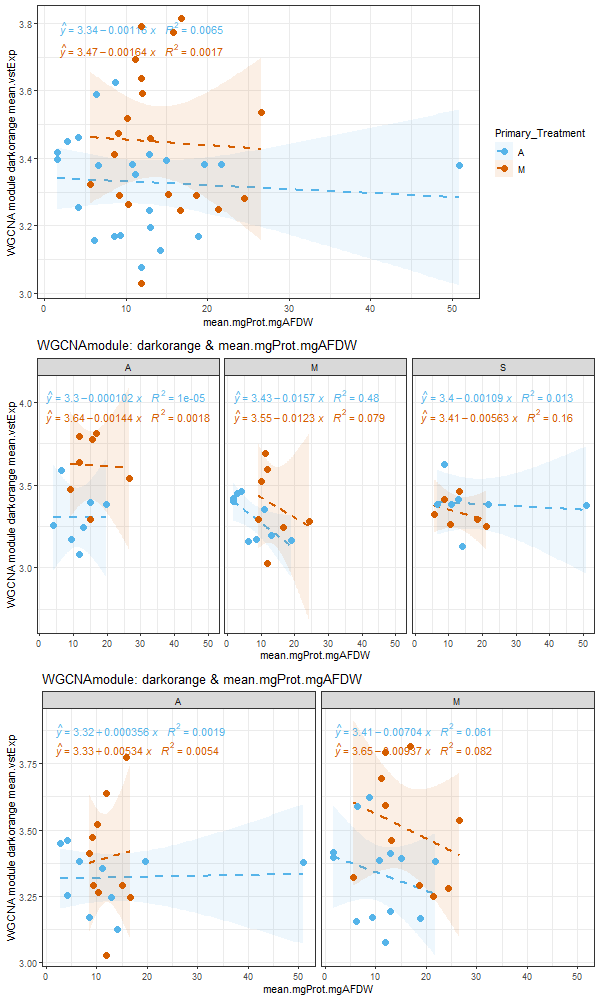 3.8
ŷ = 3.34 − 0.00116 x R² = 0.0065
ŷ = 3.47 − 0.00164 x R² = 0.0017
3.6
3.4
3.2
3.0
0 10 20 30 40 50
mean.mgProt.mgAFDW
WGCNA module darkorange mean.vstExp
Primary_Treatment
A
M
WGCNAmodule: darkorange & mean.mgProt.mgAFDW
A M S
ŷ = 3.3 − 0.000102 x R² = 1e-05 ŷ = 3.43 − 0.0157 x R² = 0.48 ŷ = 3.4 − 0.00109 x R² = 0.013
ŷ = 3.64 − 0.00144 x R² = 0.0018 ŷ = 3.55 − 0.0123 x R² = 0.079 ŷ = 3.41 − 0.00563 x R² = 0.16
4.0
3.5
3.0
0 10 20 30 40 50 0 10 20 30 40 50 0 10 20 30 40 50
mean.mgProt.mgAFDW
WGCNA module darkorange mean.vstExp
WGCNAmodule: darkorange & mean.mgProt.mgAFDW
A M
ŷ = 3.32 + 0.000356 x R² = 0.0019 ŷ = 3.41 − 0.00704 x R² = 0.061
ŷ = 3.33 + 0.00534 x R² = 0.0054 ŷ = 3.65 − 0.00937 x R² = 0.082
3.75
3.50
3.25
3.00
0 10 20 30 40 50 0 10 20 30 40 50
mean.mgProt.mgAFDW
WGCNA module darkorange mean.vstExp